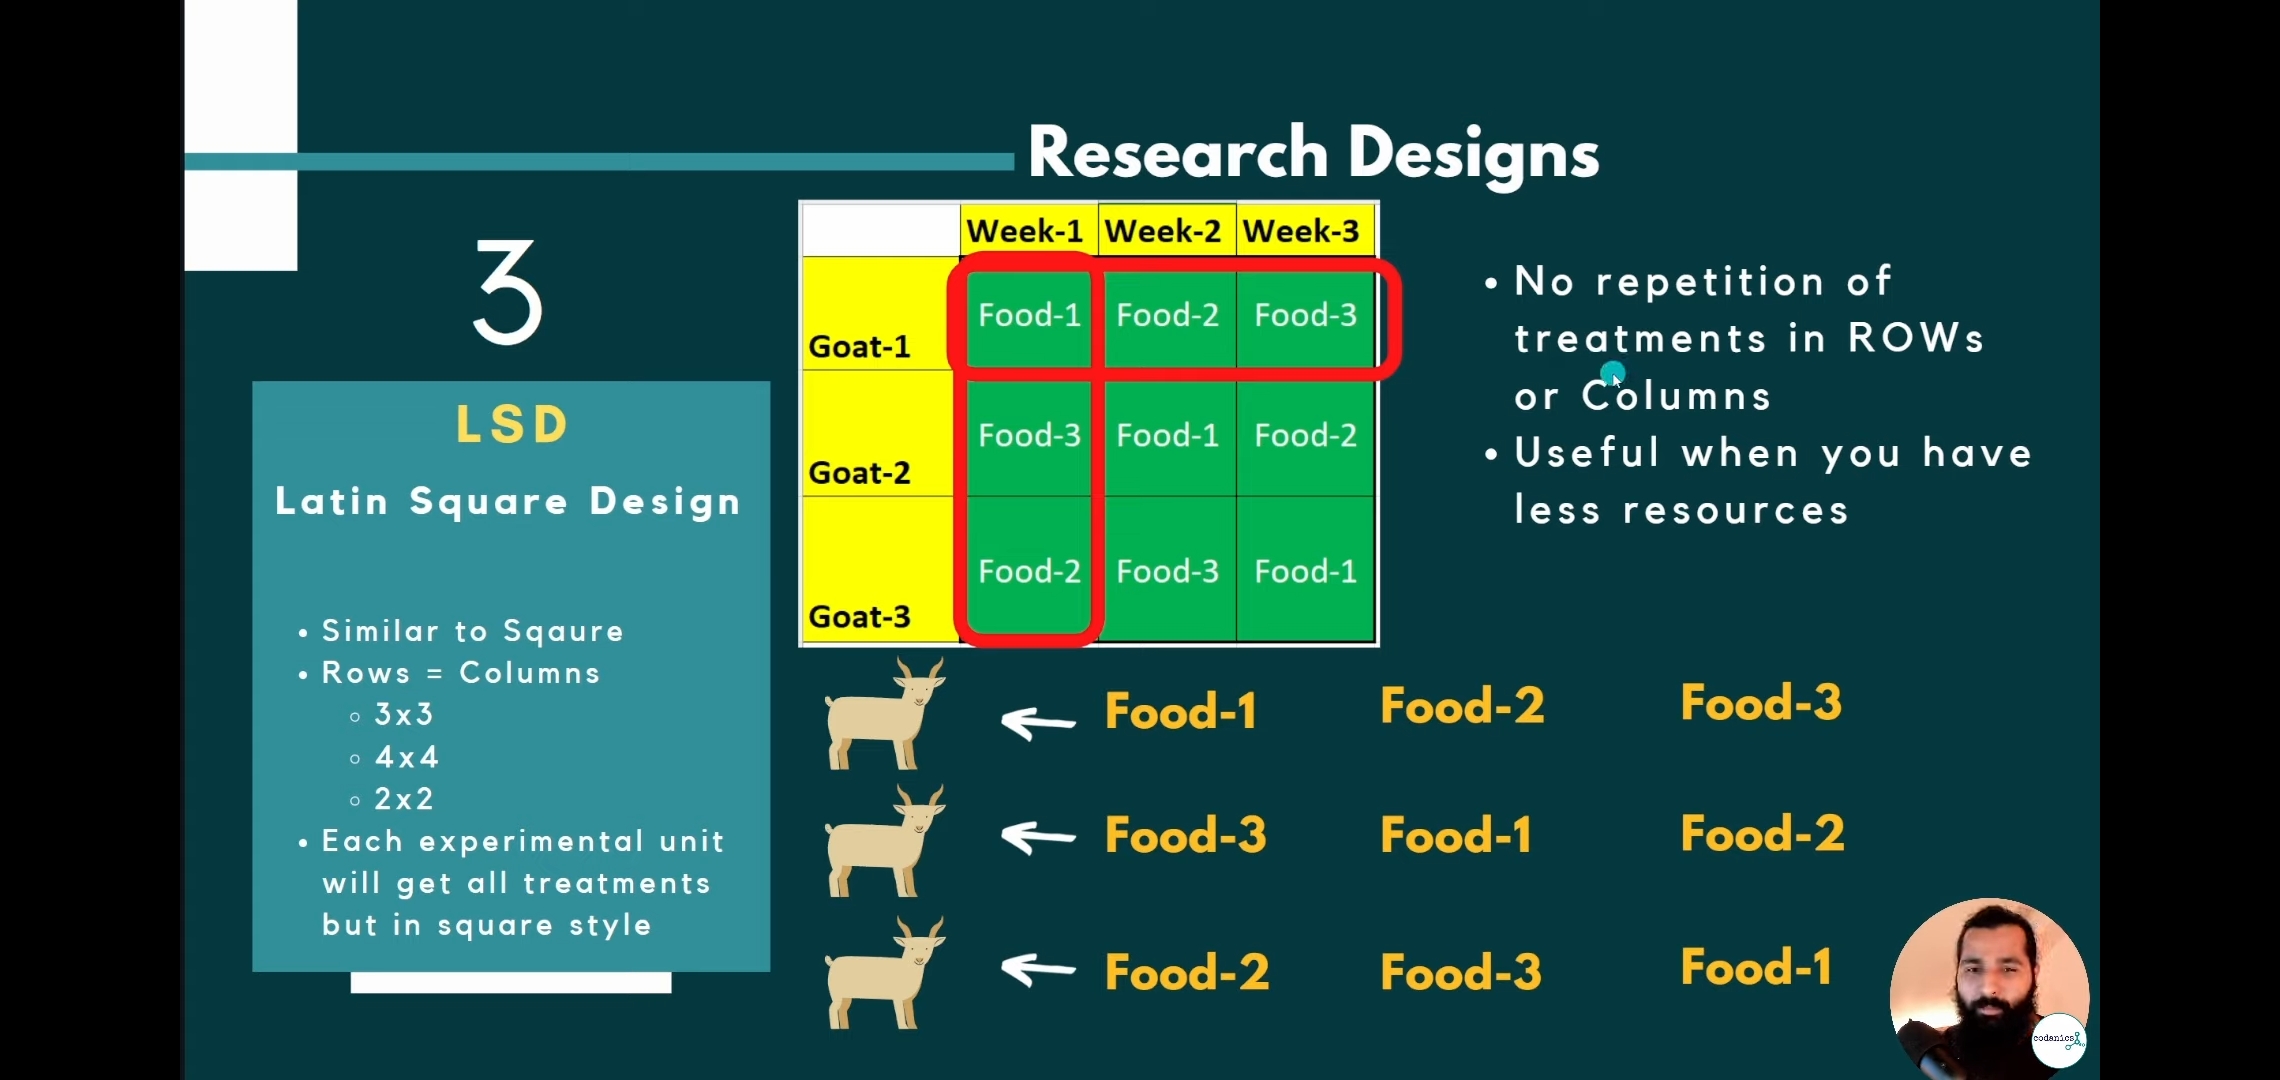 Research Designs
3
LSD
Latin Square Design
• Similar to Sqaure
• Rows = Columns
◦ 3x3
◦ 4x4
◦ 2x2
• Each experimental unit
will get all treatments
but in square style
Week-1 Week-2 Week-3
Goat-1 Food-1 Food-2 Food-3
Goat-2 Food-3 Food-1 Food-2
Goat-3 Food-2 Food-3 Food-1
• No repetition of
treatments in ROWs
or Columns
• Useful when you have
less resources
Food-1 Food-2 Food-3
Food-3 Food-1 Food-2
Food-2 Food-3 Food-1
codanics